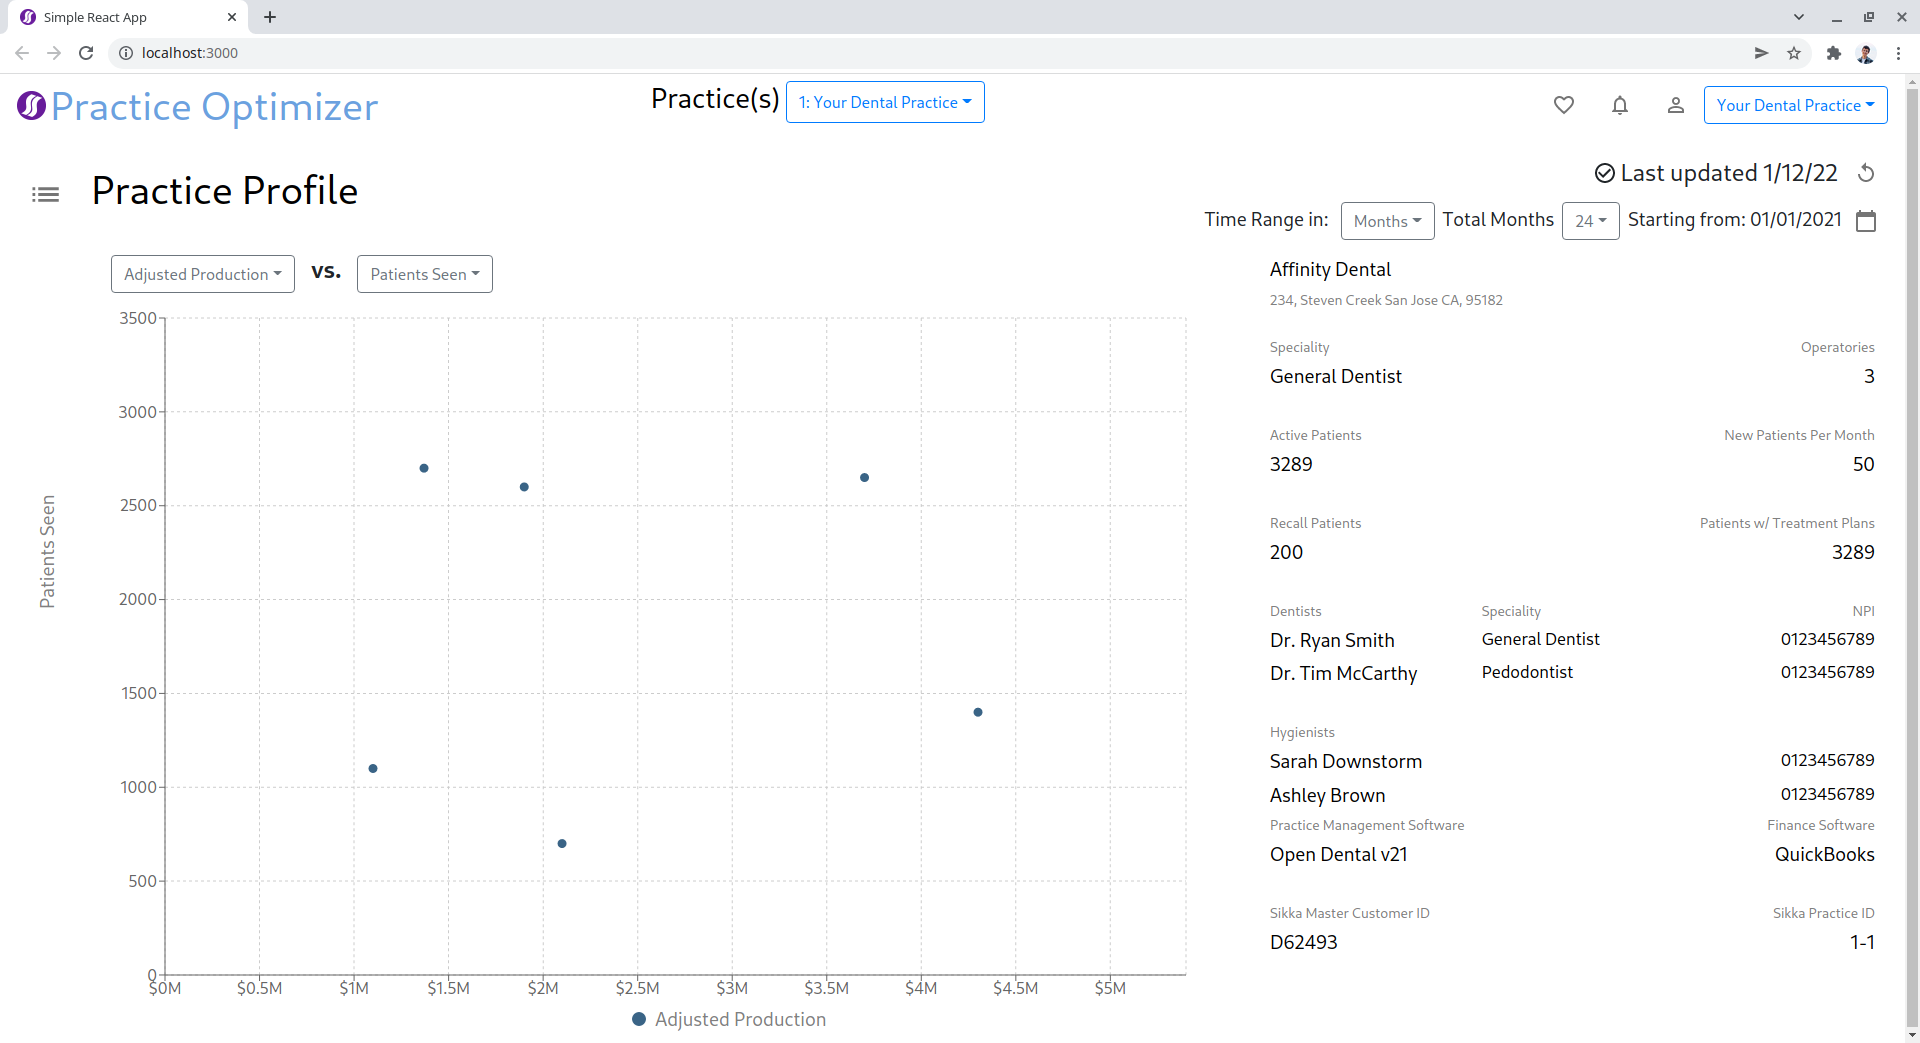 Simple React App
localhost:3000
Practice Optimizer
Practice(s)
1: Your Dental Practice
Your Dental Practice
Practice Profile
Last updated 1/12/22
Time Range in:
Months
Total Months
24
Starting from: 01/01/2021
Adjusted Production
vs.
Patients Seen
3500
3000
2500
2000
1500
1000
500
0
Patients Seen
$0M
$0.5M
$1M
$1.5M
$2M
$2.5M
$3M
$3.5M
$4M
$4.5M
$5M
Adjusted Production
Affinity Dental
234, Steven Creek San Jose CA, 95182
Speciality
Operatories
General Dentist
3
Active Patients
New Patients Per Month
3289
50
Recall Patients
Patients w/ Treatment Plans
200
3289
Dentists
Speciality
NPI
Dr. Ryan Smith
General Dentist
0123456789
Dr. Tim McCarthy
Pedodontist
0123456789
Hygienists
Sarah Downstorm
0123456789
Ashley Brown
0123456789
Practice Management Software
Finance Software
Open Dental v21
QuickBooks
Sikka Master Customer ID
Sikka Practice ID
D62493
1-1